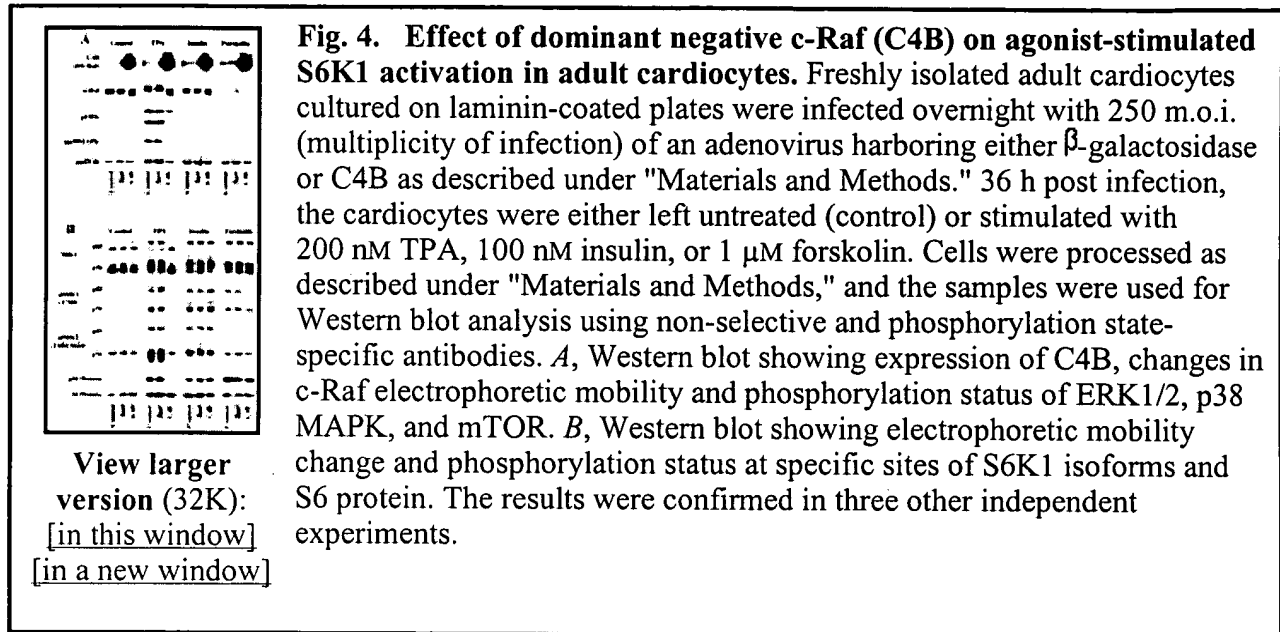 A
B
View larger
version (32K):
[in this window]
[in a new window]
Fig. 4. Effect of dominant negative c-Raf (C4B) on agonist-stimulated
S6K1 activation in adult cardiocytes. Freshly isolated adult cardiocytes
cultured on laminin-coated plates were infected overnight with 250 m.o.i.
(multiplicity of infection) of an adenovirus harboring either β-galactosidase
or C4B as described under "Materials and Methods." 36 h post infection,
the cardiocytes were either left untreated (control) or stimulated with
200 nM TPA, 100 nM insulin, or 1 μM forskolin. Cells were processed as
described under "Materials and Methods," and the samples were used for
Western blot analysis using non-selective and phosphorylation state-
specific antibodies. A, Western blot showing expression of C4B, changes in
c-Raf electrophoretic mobility and phosphorylation status of ERK1/2, p38
MAPK, and mTOR. B, Western blot showing electrophoretic mobility
change and phosphorylation status at specific sites of S6K1 isoforms and
S6 protein. The results were confirmed in three other independent
experiments.